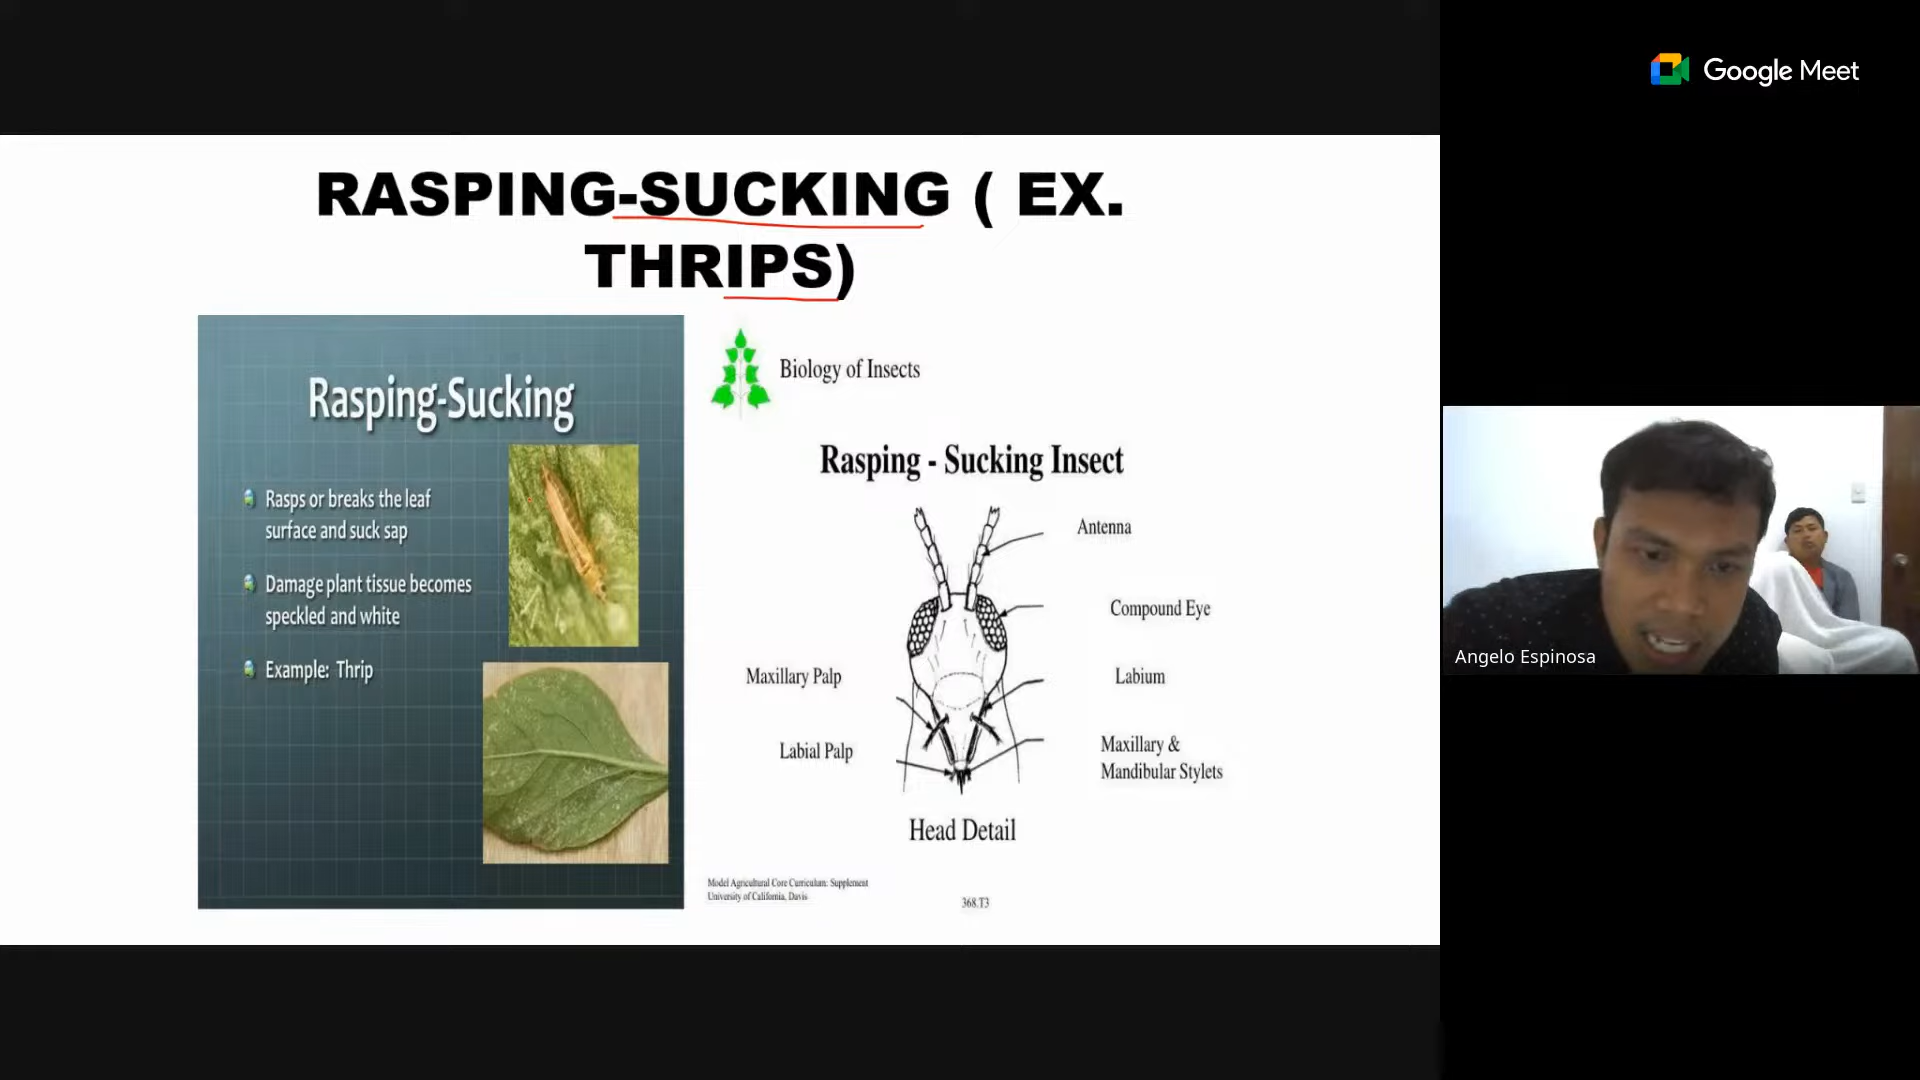 Google Meet
RASPING-SUCKING ( EX.
THRIPS)
Rasping-Sucking
Rasps or breaks the leaf
surface and suck sap
Damage plant tissue becomes
speckled and white
Example: Thrip
Biology of Insects
Rasping - Sucking Insect
Antenna
Compound Eye
Maxillary Palp
Labium
Labial Palp
Maxillary &
Mandibular Stylets
Head Detail
Model Agricultural Core Curriculum: Supplement
University of California, Davis
368.T3
Angelo Espinosa